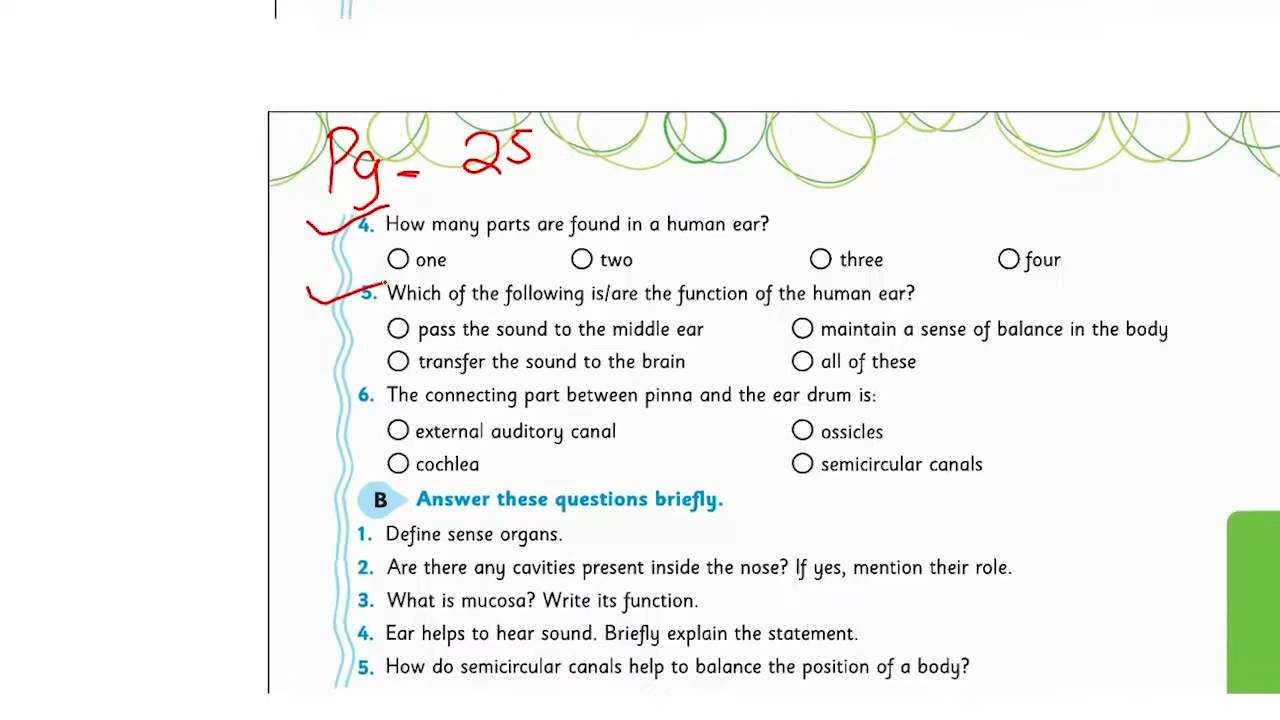 Pg - 25
4. How many parts are found in a human ear?
one two three four
5. Which of the following is/are the function of the human ear?
pass the sound to the middle ear maintain a sense of balance in the body
transfer the sound to the brain all of these
6. The connecting part between pinna and the ear drum is:
external auditory canal ossicles
cochlea semicircular canals
B Answer these questions briefly.
1. Define sense organs.
2. Are there any cavities present inside the nose? If yes, mention their role.
3. What is mucosa? Write its function.
4. Ear helps to hear sound. Briefly explain the statement.
5. How do semicircular canals help to balance the position of a body?